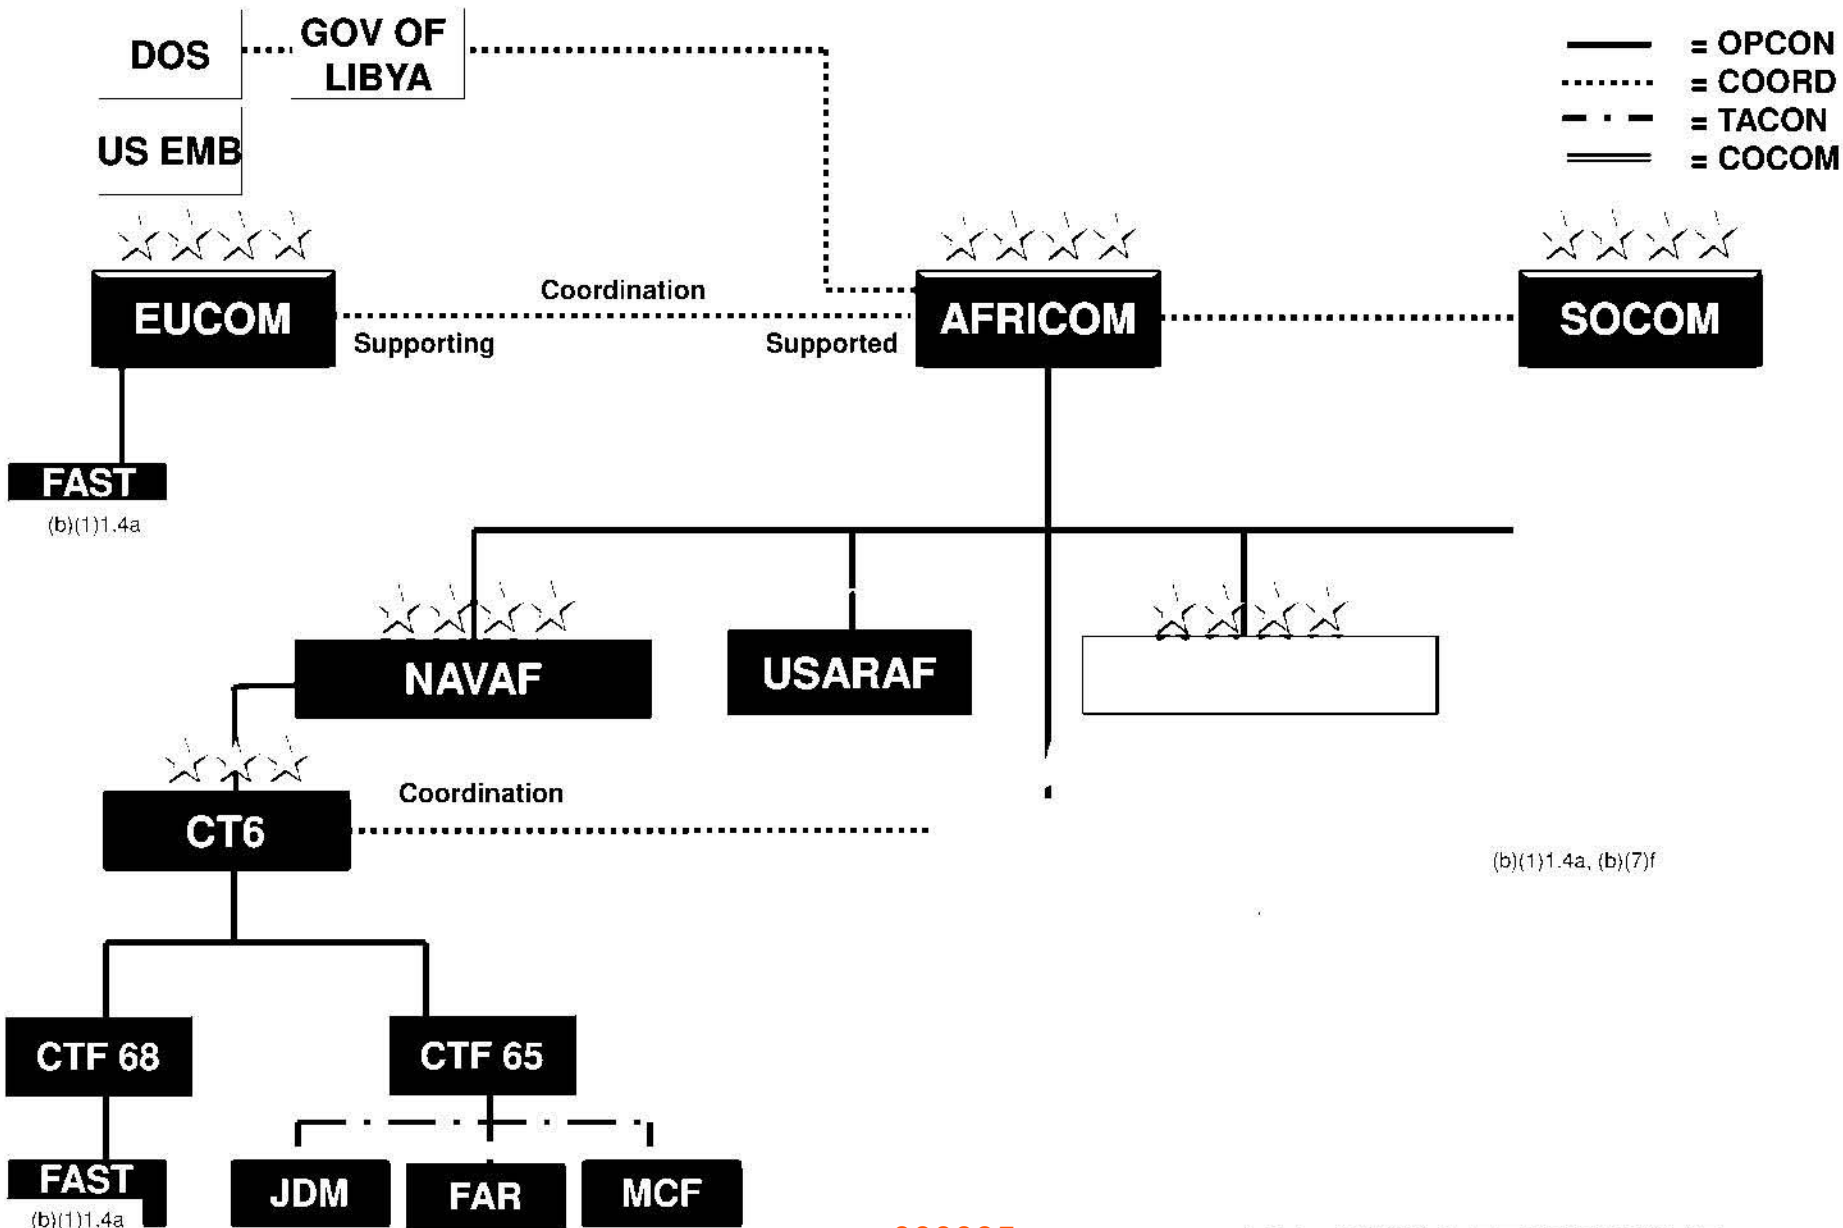 DOS
GOV OF
LIBYA
US EMB
= OPCON
= COORD
= TACON
= COCOM
EUCOM
Coordination
Supporting
Supported
AFRICOM
SOCOM
FAST
(b)(1)1.4a
NAVAF
USARAF
CT6
Coordination
(b)(1)1.4a, (b)(7)f
CTF 68
CTF 65
FAST
(b)(1)1.4a
JDM
FAR
MCF